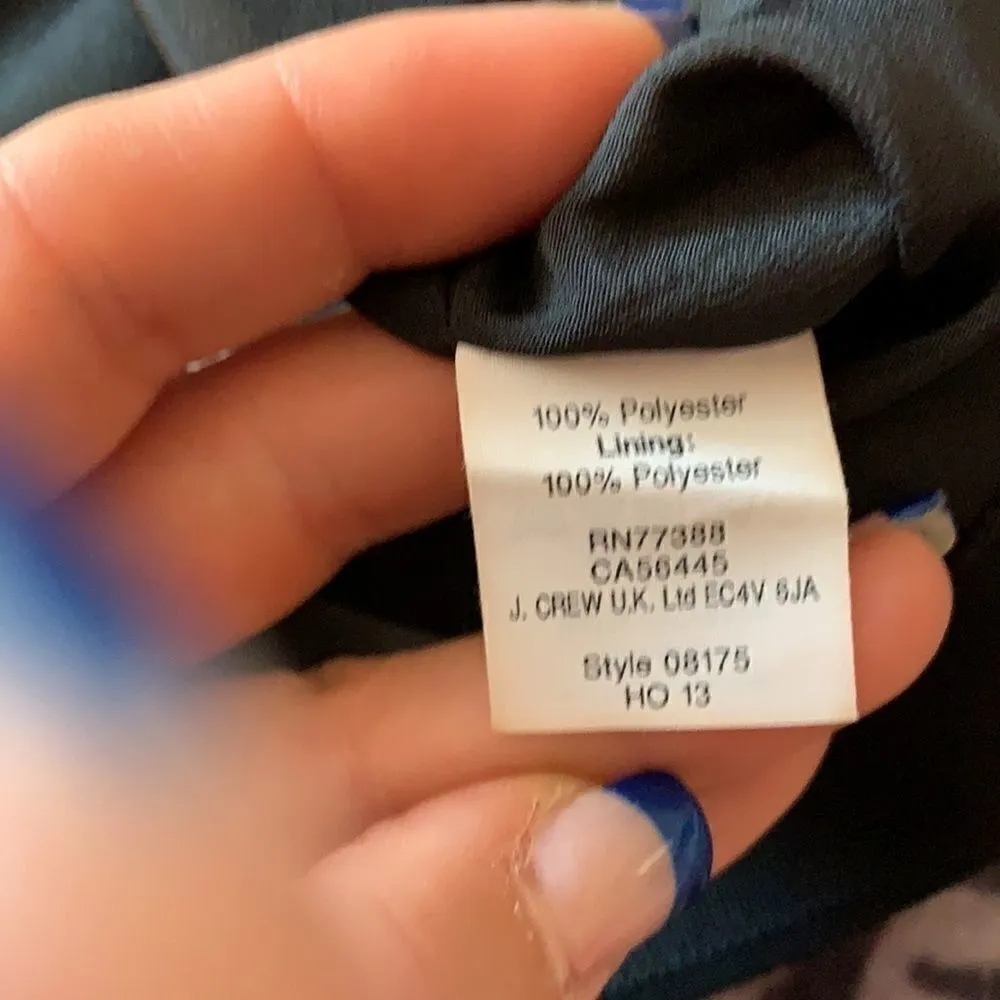 100% Polyester
Lining:
100% Polyester
RN77388
CA56445
J. CREW U.K. Ltd EC4V 6JA
Style 08175
HO 13